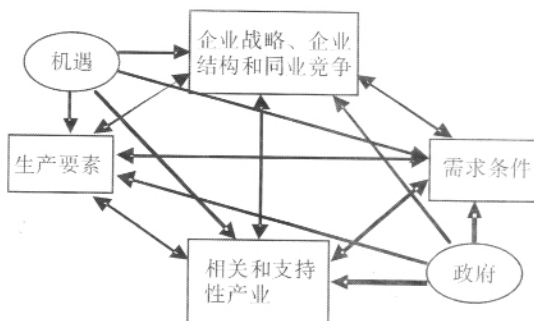 企业战略、企业
结构和同业竞争
机遇
生产要素
需求条件
相关和支持
性产业
政府